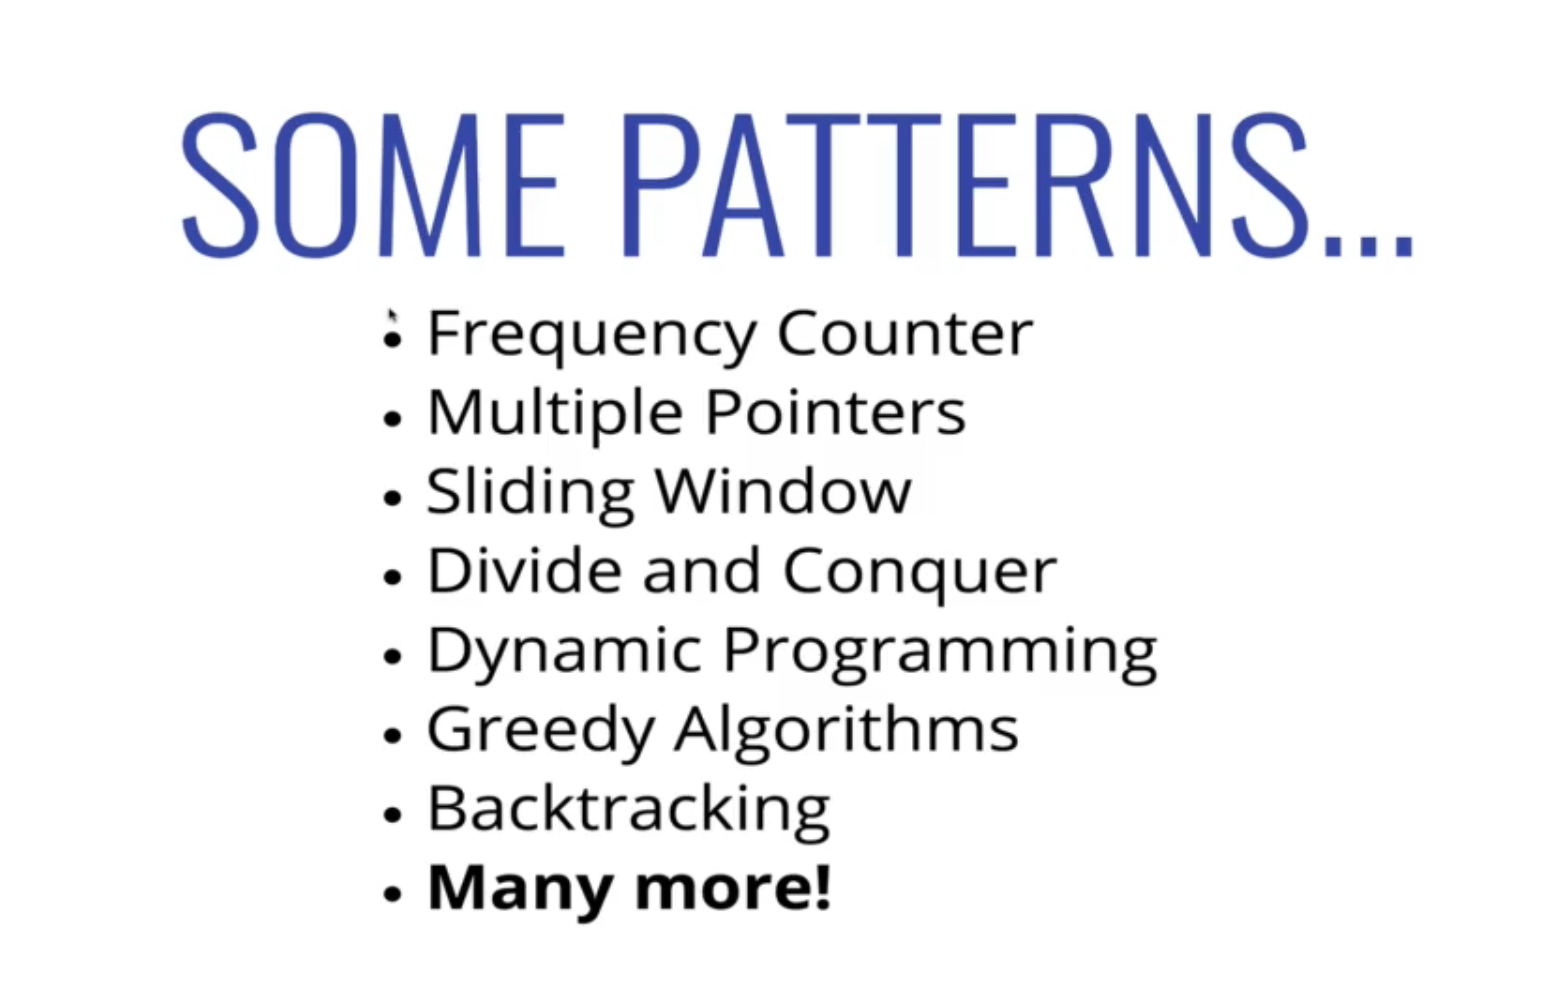 SOME PATTERNS...
Frequency Counter
Multiple Pointers
Sliding Window
Divide and Conquer
Dynamic Programming
Greedy Algorithms
Backtracking
Many more!